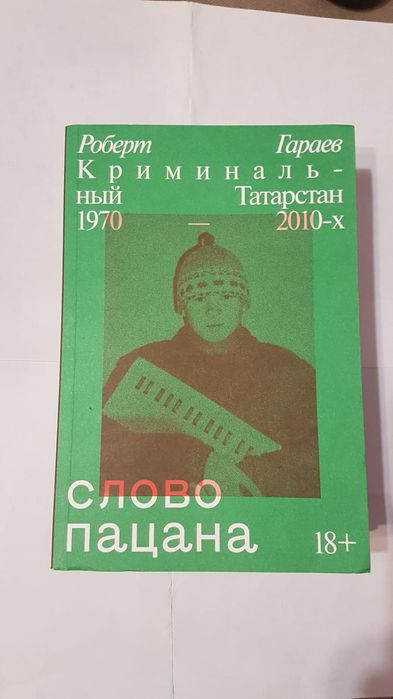 Роберт Гараев
Криминаль-
ный Татарстан
1970 — 2010-х
слово
пацана 18+